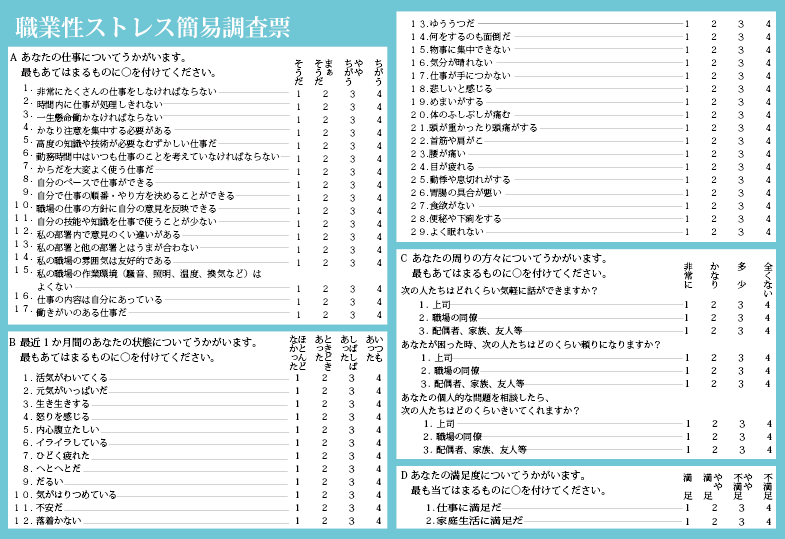 職業性ストレス簡易調査票
A あなたの仕事についてうかがいます。
最もあてはまるものに○を付けてください。
そうだ
まぁそうだ
ややちがう
ちがう
1. 非常にたくさんの仕事をしなければならない 1 2 3 4
2. 時間内に仕事が処理しきれない 1 2 3 4
3. 一生懸命働かなければならない 1 2 3 4
4. かなり注意を集中する必要がある 1 2 3 4
5. 高度の知識や技術が必要なむずかしい仕事だ 1 2 3 4
6. 勤務時間中はいつも仕事のことを考えていなければならない 1 2 3 4
7. からだを大変よく使う仕事だ 1 2 3 4
8. 自分のペースで仕事ができる 1 2 3 4
9. 自分で仕事の順番・やり方を決めることができる 1 2 3 4
10. 職場の仕事の方針に自分の意見を反映できる 1 2 3 4
11. 自分の技能や知識を仕事で使うことが少ない 1 2 3 4
12. 私の部署内で意見のくい違いがある 1 2 3 4
13. 私の部署と他の部署とはうまが合わない 1 2 3 4
14. 私の職場の雰囲気は友好的である 1 2 3 4
15. 私の職場の作業環境（騒音、照明、温度、換気など）は
よくない 1 2 3 4
16. 仕事の内容は自分にあっている 1 2 3 4
17. 働きがいのある仕事だ 1 2 3 4
B 最近1か月間のあなたの状態についてうかがいます。
最もあてはまるものに○を付けてください。
ほとんどなかった
ときどきあった
しばしばあった
いつもあった
1. 活気がわいてくる 1 2 3 4
2. 元気がいっぱいだ 1 2 3 4
3. 生き生きする 1 2 3 4
4. 怒りを感じる 1 2 3 4
5. 内心腹立たしい 1 2 3 4
6. イライラしている 1 2 3 4
7. ひどく疲れた 1 2 3 4
8. へとへとだ 1 2 3 4
9. だるい 1 2 3 4
10. 気がはりつめている 1 2 3 4
11. 不安だ 1 2 3 4
12. 落着かない 1 2 3 4
13. ゆううつだ 1 2 3 4
14. 何をするのも面倒だ 1 2 3 4
15. 物事に集中できない 1 2 3 4
16. 気分が晴れない 1 2 3 4
17. 仕事が手につかない 1 2 3 4
18. 悲しいと感じる 1 2 3 4
19. めまいがする 1 2 3 4
20. 体のふしぶしが痛む 1 2 3 4
21. 頭が重かったり頭痛がする 1 2 3 4
22. 首筋や肩がこ 1 2 3 4
23. 腰が痛い 1 2 3 4
24. 目が疲れる 1 2 3 4
25. 動悸や息切れがする 1 2 3 4
26. 胃腸の具合が悪い 1 2 3 4
27. 食欲がない 1 2 3 4
28. 便秘や下痢をする 1 2 3 4
29. よく眠れない 1 2 3 4
C あなたの周りの方々についてうかがいます。
最もあてはまるものに○を付けてください。
非常に
かなり
多少
全くない
次の人たちはどれくらい気軽に話ができますか？
1. 上司 1 2 3 4
2. 職場の同僚 1 2 3 4
3. 配偶者、家族、友人等 1 2 3 4
あなたが困った時、次の人たちはどのくらい頼りになりますか？
1. 上司 1 2 3 4
2. 職場の同僚 1 2 3 4
3. 配偶者、家族、友人等 1 2 3 4
あなたの個人的な問題を相談したら、
次の人たちはどのくらいきいてくれますか？
1. 上司 1 2 3 4
2. 職場の同僚 1 2 3 4
3. 配偶者、家族、友人等 1 2 3 4
D あなたの満足度についてうかがいます。
最も当てはまるものに○を付けてください。
満足
やや満足
やや不満足
不満足
1. 仕事に満足だ 1 2 3 4
2. 家庭生活に満足だ 1 2 3 4